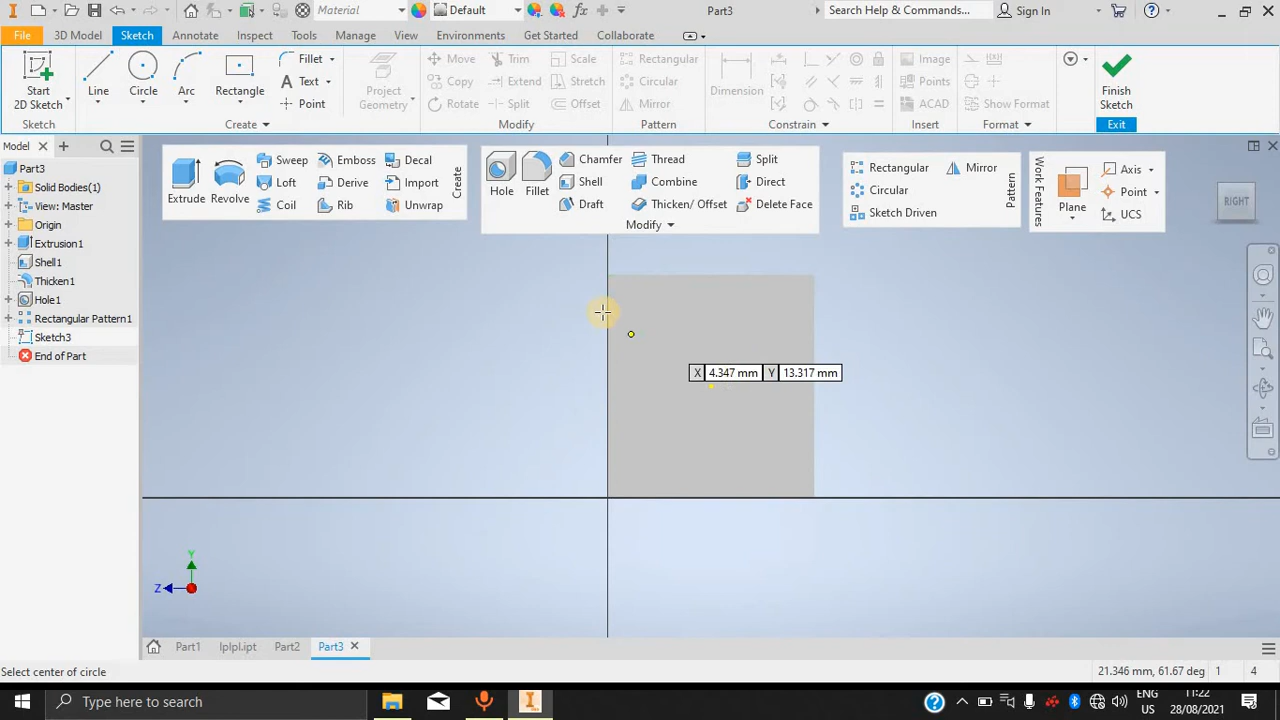 Material
Default
fx
Part3
Search Help & Commands...
Sign In
File
3D Model
Sketch
Annotate
Inspect
Tools
Manage
View
Environments
Get Started
Collaborate
Start
2D Sketch
Line
Circle
Arc
Rectangle
Fillet
Text
Point
Project
Geometry
Move
Trim
Scale
Copy
Extend
Stretch
Rotate
Split
Offset
Rectangular
Circular
Mirror
Dimension
Image
Points
ACAD
Show Format
Finish
Sketch
Sketch
Create
Modify
Pattern
Constrain
Insert
Format
Exit
Model
Part3
Solid Bodies(1)
View: Master
Origin
Extrusion1
Shell1
Thicken1
Hole1
Rectangular Pattern1
Sketch3
End of Part
Extrude
Revolve
Sweep
Loft
Coil
Emboss
Derive
Rib
Decal
Import
Unwrap
Create
Hole
Fillet
Chamfer
Shell
Draft
Thread
Combine
Thicken/ Offset
Split
Direct
Delete Face
Modify
Rectangular
Mirror
Circular
Sketch Driven
Pattern
Work Features
Plane
Axis
Point
UCS
RIGHT
X 4.347 mm Y 13.317 mm
Y
Z
Part1
lplpl.ipt
Part2
Part3
Select center of circle
21.346 mm, 61.67 deg 1 4
Type here to search
ENG
US
11:22
28/08/2021